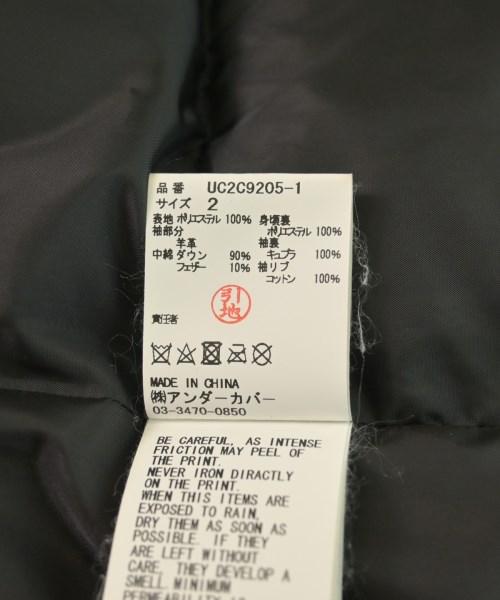 品番 UC2C9205-1
サイズ 2
表地 ポリエステル 100% 身頃裏
袖部分 ポリエステル 100%
羊革 袖裏
中綿 ダウン 90% キュプラ 100%
フェザー 10% 袖リブ
コットン 100%
引地
責任者
MADE IN CHINA
㈱アンダーカバー
03-3470-0850
BE CAREFUL, AS INTENSE
FRICTION MAY PEEL OF
THE PRINT.
NEVER IRON DIRACTLY
ON THE PRINT.
WHEN THIS ITEMS ARE
EXPOSED TO RAIN,
DRY THEM AS SOON AS
POSSIBLE. IF THEY
ARE LEFT WITHOUT
CARE, THEY DEVELOP A
SMELL MINIMUM